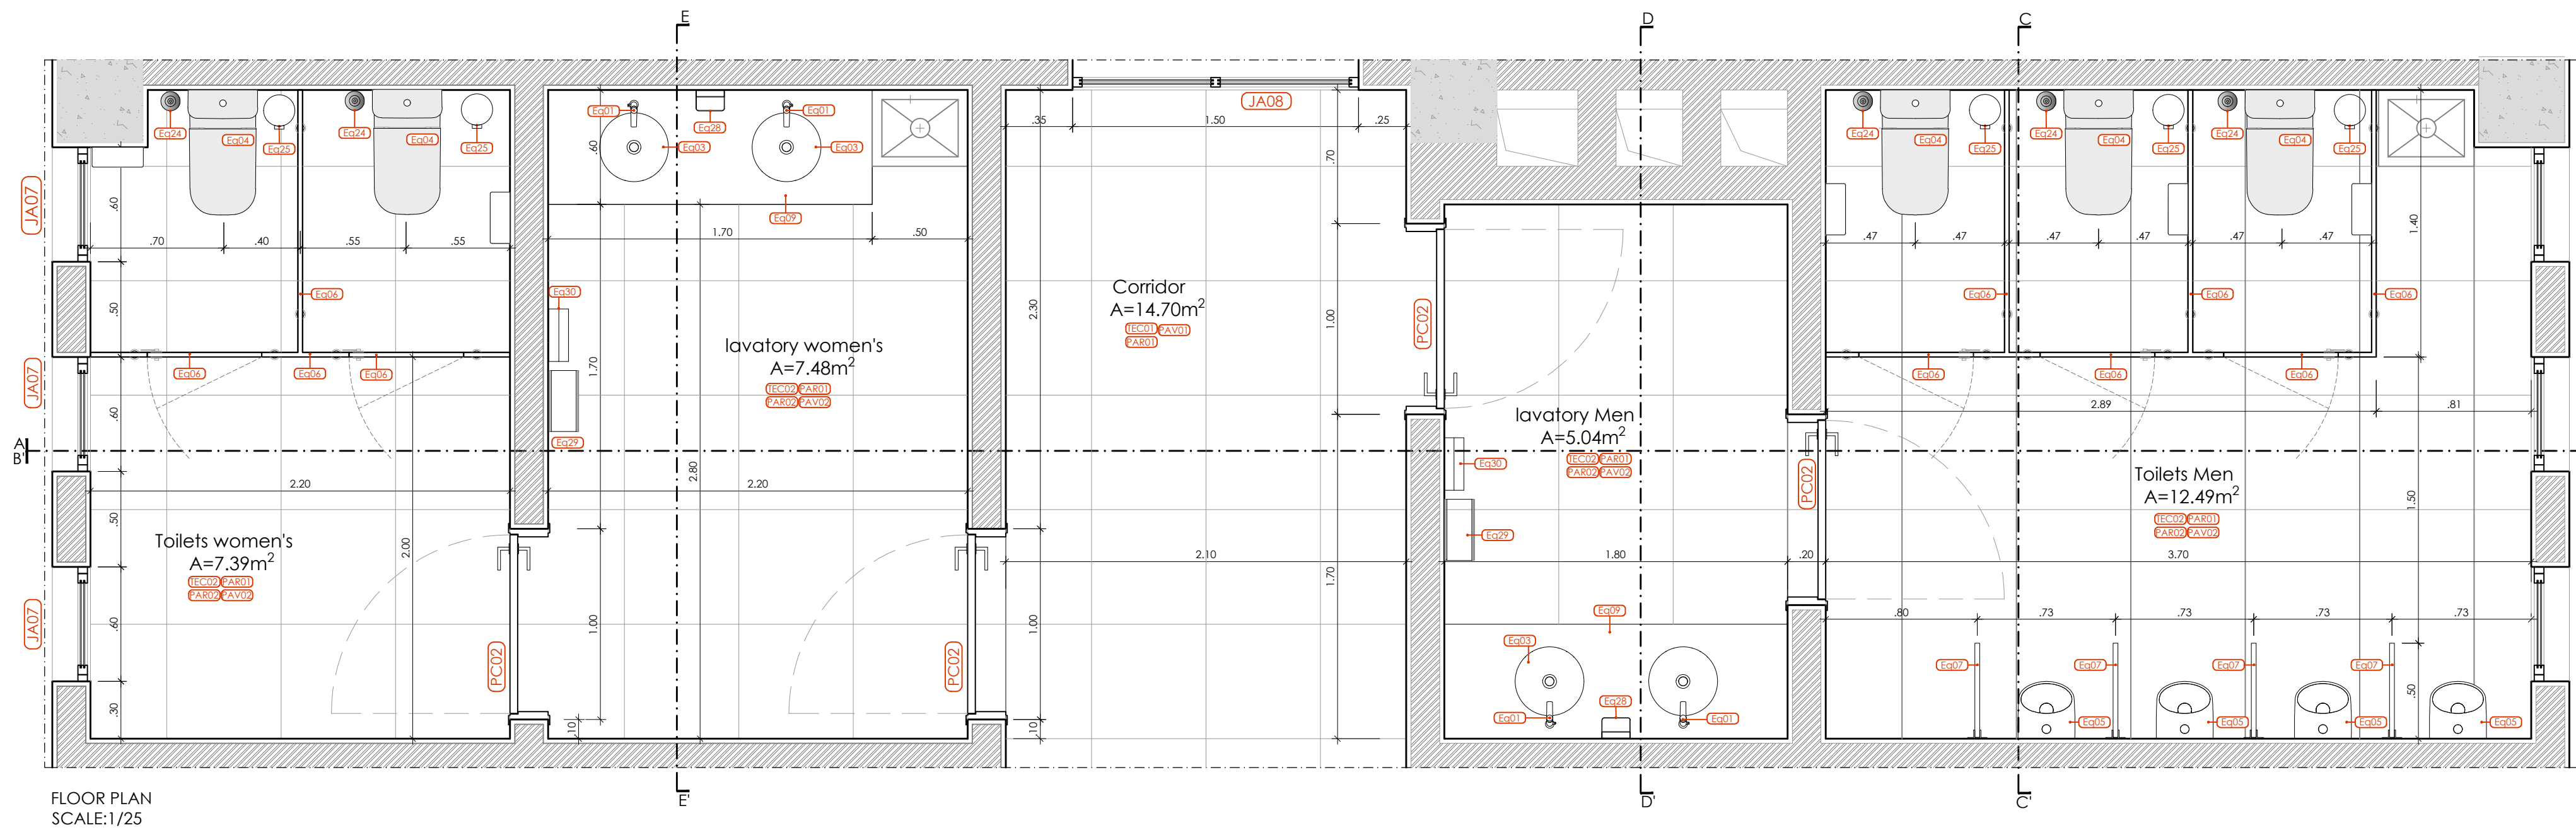 E
D
C
JA08
Eq24
Eq04
Eq25
Eq24
Eq04
Eq25
Eq01
Eq28
Eq01
Eq03
Eq03
Eq09
.35
1.50
.25
.60
.70
Eq24
Eq04
Eq25
Eq24
Eq04
Eq25
Eq24
Eq04
Eq25
JA07
.60
.70
.40
.55
.55
1.70
.50
.47
.47
.47
.47
.47
.47
1.40
Eq06
Eq30
.50
2.30
1.00
PC02
Corridor
A=14.70m2
TEC01 PAV01
PAR01
Eq06
Eq06
Eq06
lavatory women's
A=7.48m2
TEC02 PAR01
PAR02 PAV02
JA07
Eq06
Eq06
Eq06
1.70
Eq06
Eq06
Eq06
.60
Eq29
lavatory Men
A=5.04m2
TEC02 PAR01
PAR02 PAV02
2.89
.81
A
B'
2.80
Eq30
PC02
Toilets Men
A=12.49m2
TEC02 PAR01
PAR02 PAV02
2.20
2.20
.50
1.50
Toilets women's
A=7.39m2
TEC02 PAR01
PAR02 PAV02
2.00
Eq29
2.10
1.80
.20
3.70
JA07
.60
1.00
1.00
1.70
Eq09
.80
.73
.73
.73
.73
PC02
PC02
Eq03
Eq07
Eq07
Eq07
Eq07
.30
.10
.10
Eq28
Eq01
Eq01
.50
Eq05
Eq05
Eq05
Eq05
E'
D'
C'
FLOOR PLAN
SCALE:1/25